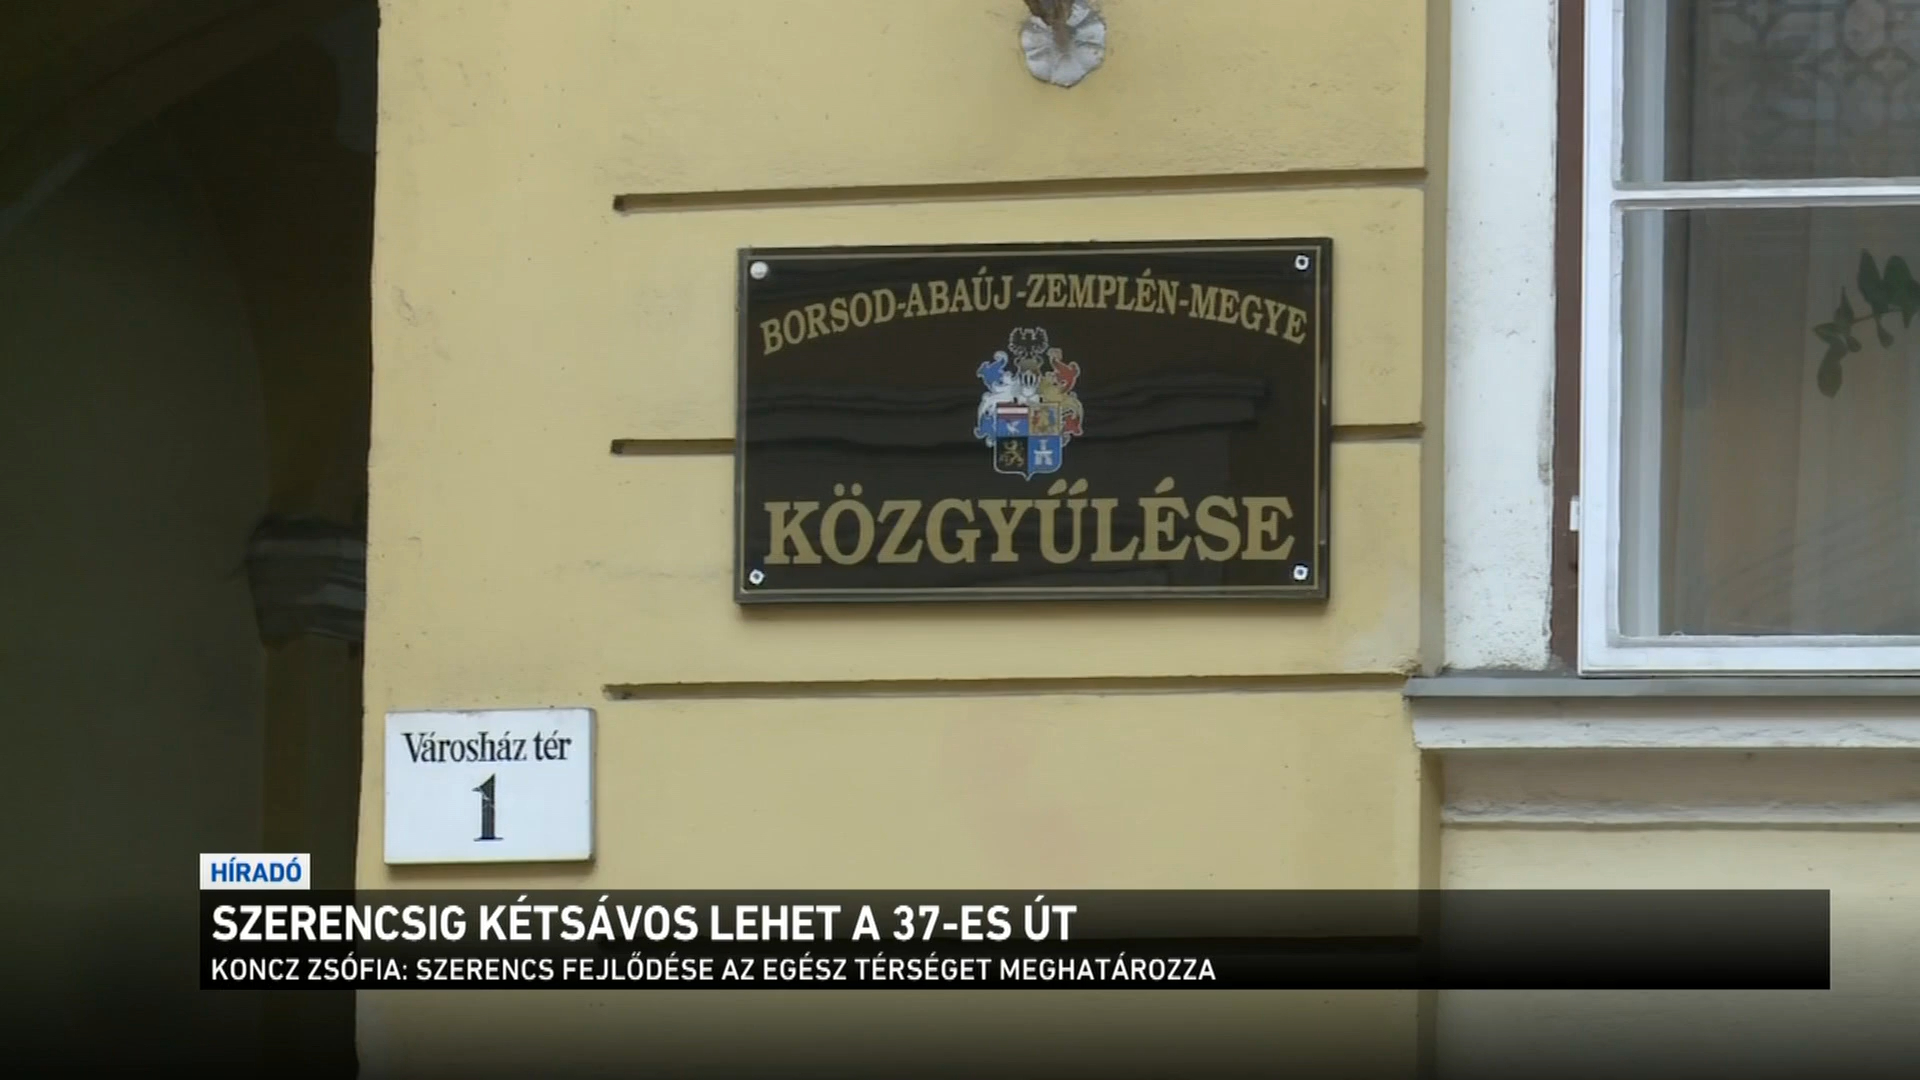 BORSOD-ABAÚJ-ZEMPLÉN-MEGYE
KÖZGYŰLÉSE
Városház tér
1
HÍRADÓ
SZERENCSIG KÉTSÁVOS LEHET A 37-ES ÚT
KONCZ ZSÓFIA: SZERENCS FEJLŐDÉSE AZ EGÉSZ TÉRSÉGET MEGHATÁROZZA